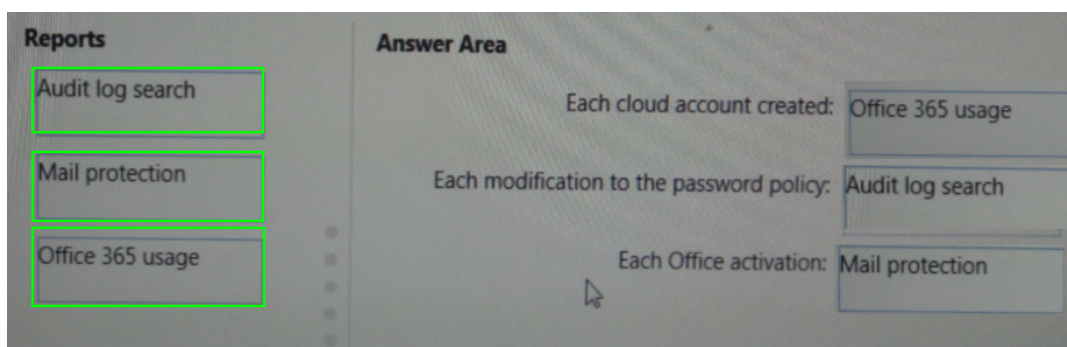 Reports
Audit log search
Mail protection
Office 365 usage
Answer Area
Each cloud account created: Office 365 usage
Each modification to the password policy: Audit log search
Each Office activation: Mail protection